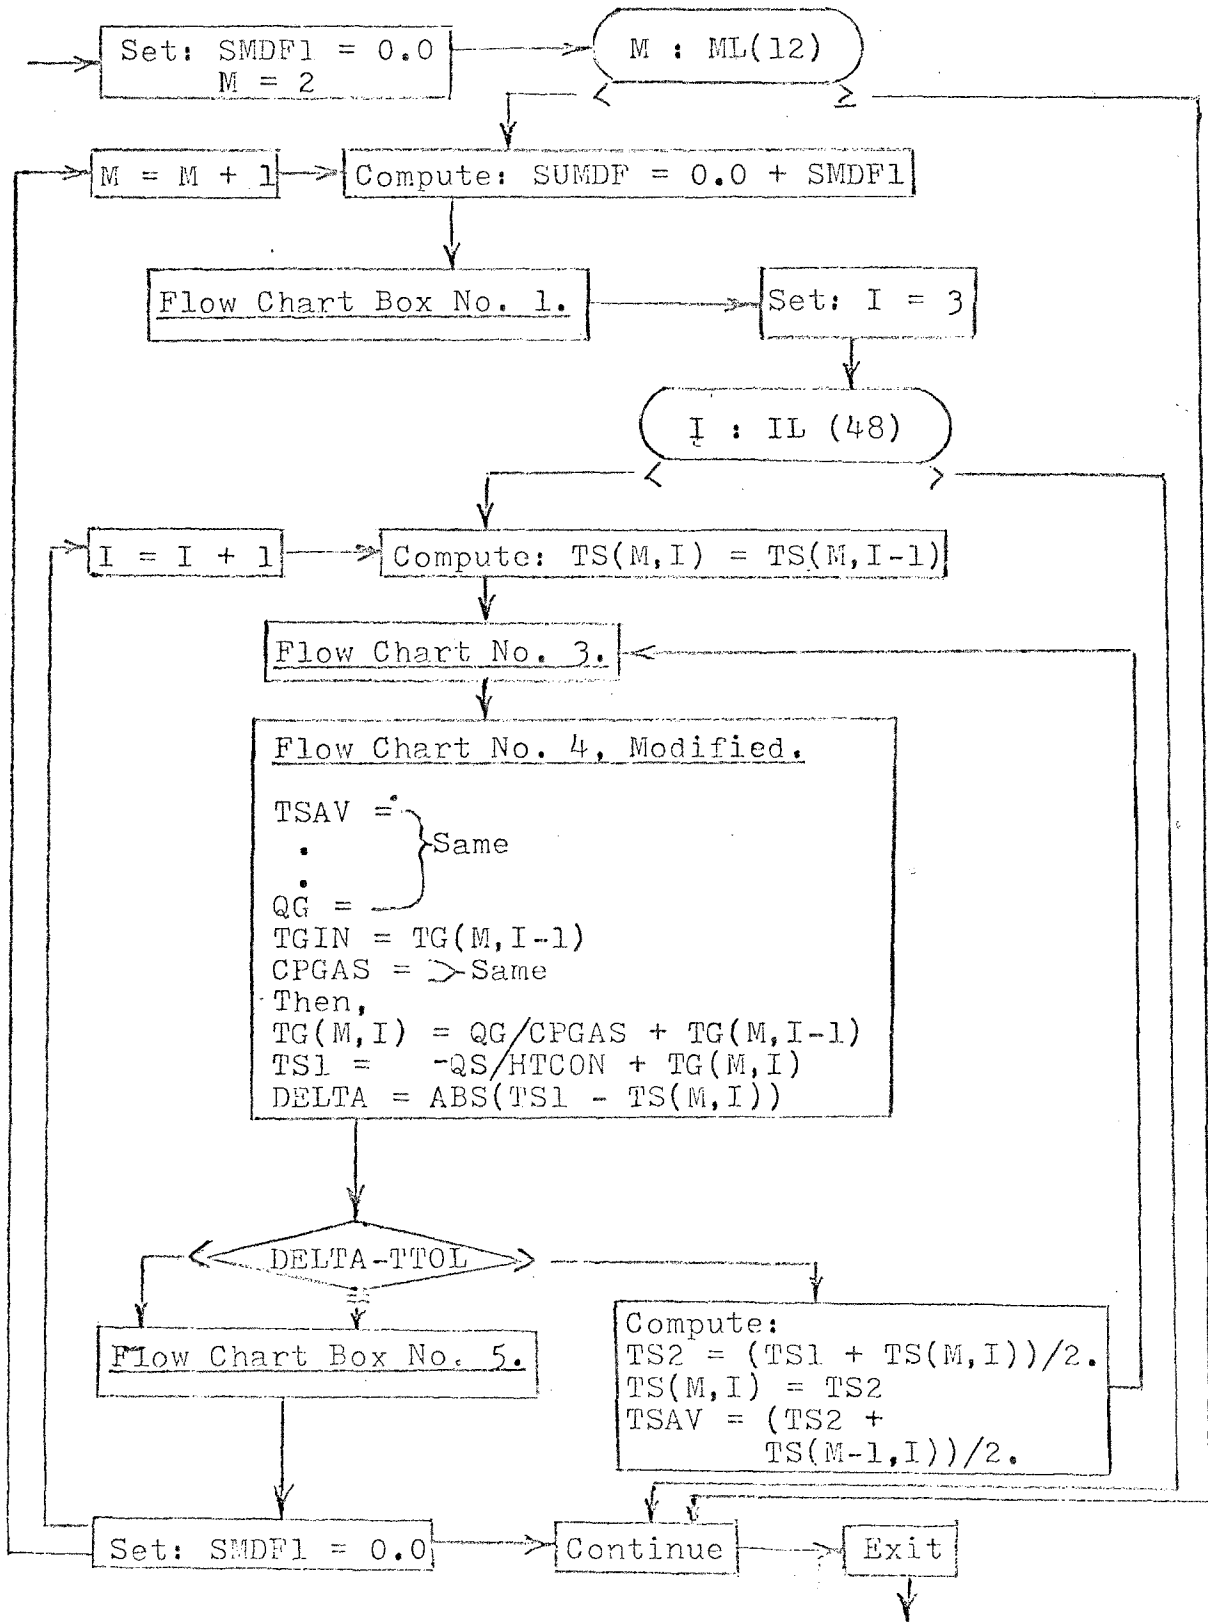 Set: SMDF1 = 0.0
M = 2
M : ML(12)
< ≥
M = M + 1
Compute: SUMDF = 0.0 + SMDF1
Flow Chart Box No. 1.
Set: I = 3
I : IL (48)
< >
I = I + 1
Compute: TS(M,I) = TS(M,I-1)
Flow Chart No. 3.
Flow Chart No. 4, Modified.
TSAV =
.
Same
.
QG =
TGIN = TG(M,I-1)
CPGAS = Same
Then,
TG(M,I) = QG/CPGAS + TG(M,I-1)
TS1 = -QS/HTCON + TG(M,I)
DELTA = ABS(TS1 - TS(M,I))
< DELTA-TTOL >
=
Flow Chart Box No. 5.
Compute:
TS2 = (TS1 + TS(M,I))/2.
TS(M,I) = TS2
TSAV = (TS2 +
TS(M-1,I))/2.
Set: SMDF1 = 0.0
Continue
Exit